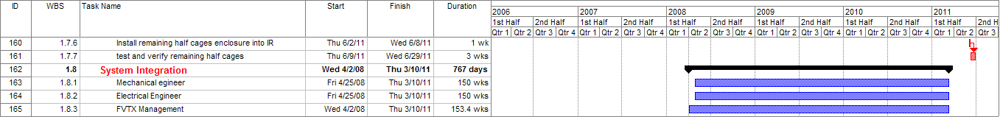 ID WBS Task Name Start Finish Duration
2006 2007 2008 2009 2010 2011
1st Half 2nd Half 1st Half 2nd Half 1st Half 2nd Half 1st Half 2nd Half 1st Half 2nd Half 1st Half 2nd H
Qtr 1 Qtr 2 Qtr 3 Qtr 4 Qtr 1 Qtr 2 Qtr 3 Qtr 4 Qtr 1 Qtr 2 Qtr 3 Qtr 4 Qtr 1 Qtr 2 Qtr 3 Qtr 4 Qtr 1 Qtr 2 Qtr 3 Qtr 4 Qtr 1 Qtr 2 Qtr 3
160 1.7.6 Install remaining half cages enclosure into IR Thu 6/2/11 Wed 6/8/11 1 wk
161 1.7.7 test and verify remaining half cages Thu 6/9/11 Wed 6/29/11 3 wks
162 1.8 System Integration Wed 4/2/08 Thu 3/10/11 767 days
163 1.8.1 Mechanical egineer Fri 4/25/08 Thu 3/10/11 150 wks
164 1.8.2 Electrical Engineer Fri 4/25/08 Thu 3/10/11 150 wks
165 1.8.3 FVTX Management Wed 4/2/08 Thu 3/10/11 153.4 wks